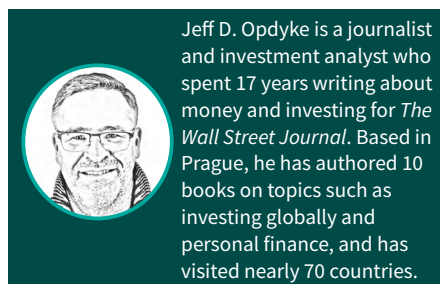 Jeff D. Opdyke is a journalist
and investment analyst who
spent 17 years writing about
money and investing for The
Wall Street Journal. Based in
Prague, he has authored 10
books on topics such as
investing globally and
personal finance, and has
visited nearly 70 countries.